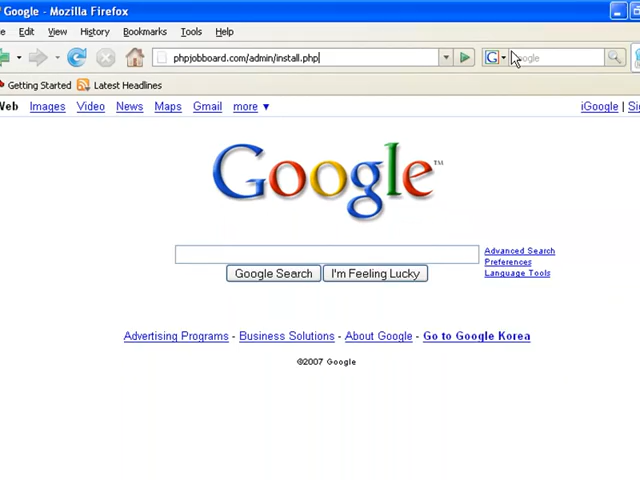 Google - Mozilla Firefox
Edit View History Bookmarks Tools Help
phpjobboard.com/admin/install.php
G Google
Getting Started Latest Headlines
Web Images Video News Maps Gmail more ▼ iGoogle |
Google™
Advanced Search
Preferences
Language Tools
Google Search I'm Feeling Lucky
Advertising Programs - Business Solutions - About Google - Go to Google Korea
©2007 Google